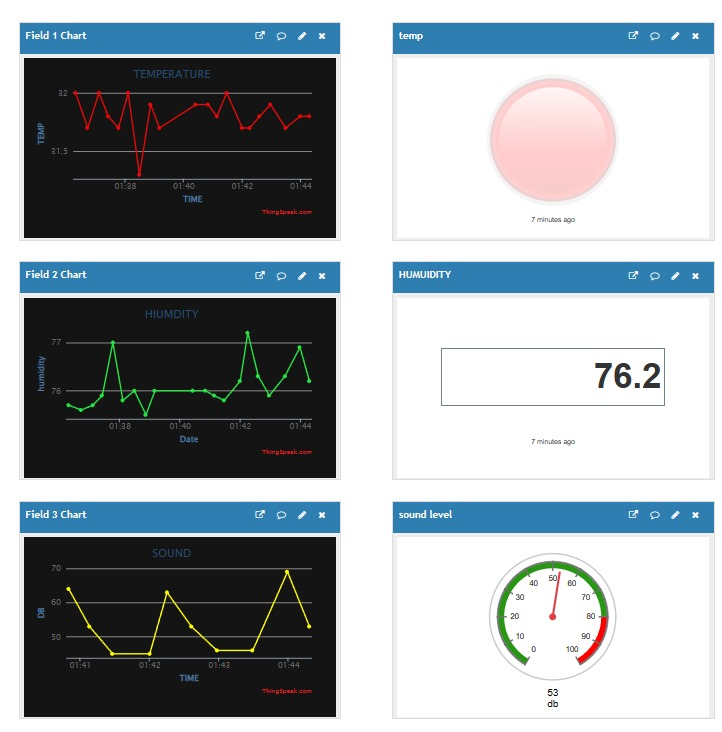 Field 1 Chart
TEMPERATURE
32
31.5
TEMP
01:38 01:40 01:42 01:44
TIME
ThingSpeak.com
temp
7 minutes ago
Field 2 Chart
HIUMDITY
77
76
humidity
01:38 01:40 01:42 01:44
Date
ThingSpeak.com
HUMUIDITY
76.2
7 minutes ago
Field 3 Chart
SOUND
70
60
50
DB
01:41 01:42 01:43 01:44
TIME
ThingSpeak.com
sound level
0 10 20 30 40 50 60 70 80 90 100
53
db